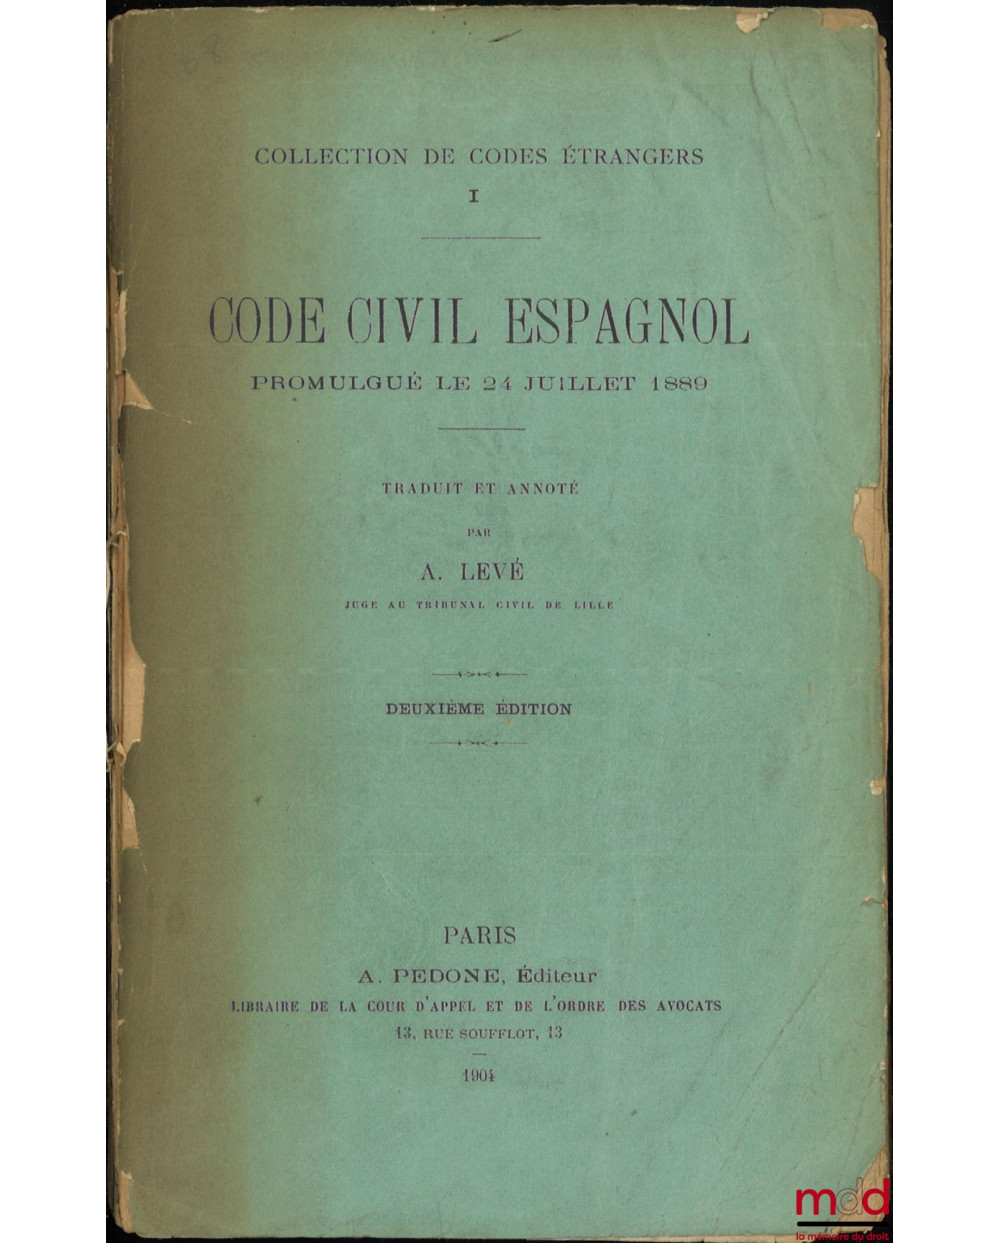 COLLECTION DE CODES ÉTRANGERS
I
CODE CIVIL ESPAGNOL
PROMULGUÉ LE 24 JUILLET 1889
TRADUIT ET ANNOTÉ
PAR
A. LEVÉ
JUGE AU TRIBUNAL CIVIL DE LILLE
DEUXIÈME ÉDITION
PARIS
A. PEDONE, Éditeur
LIBRAIRE DE LA COUR D'APPEL ET DE L'ORDRE DES AVOCATS
13, RUE SOUFFLOT, 13
1904
mdd
la mémoire du droit